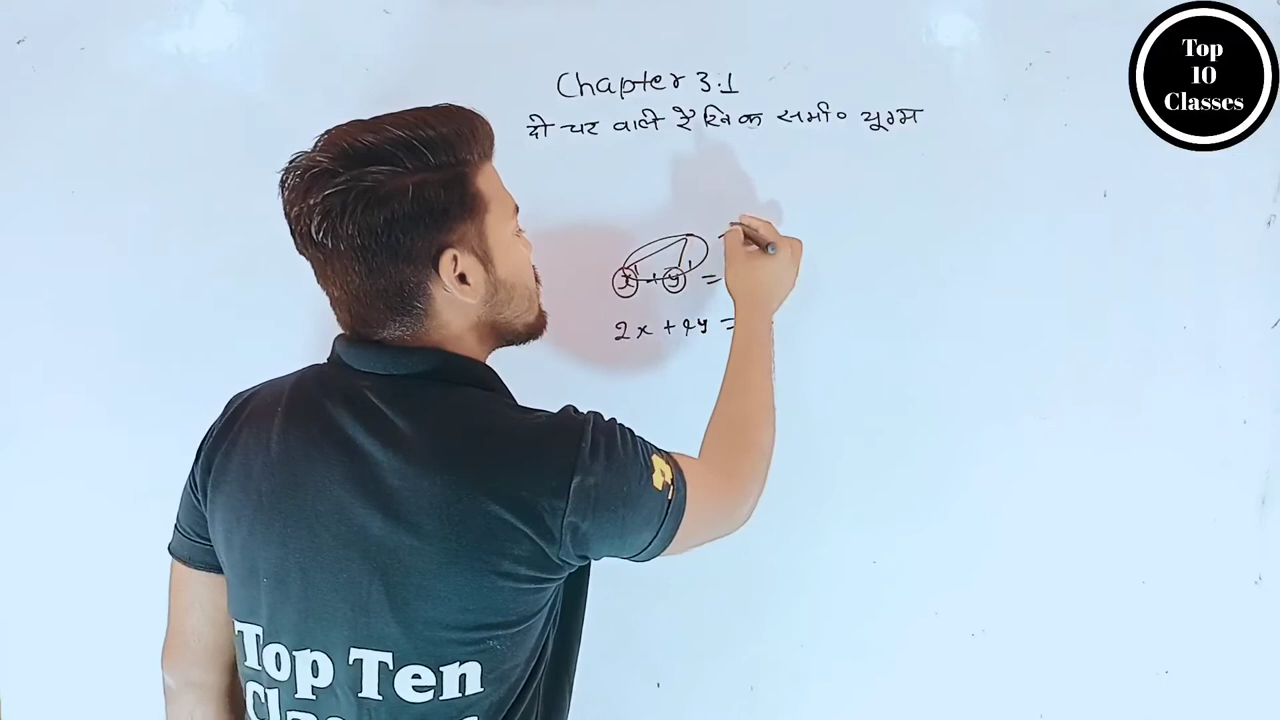 Chapter 3.1
दो चर वाले रैखिक समी० युग्म
x + y =
2x + 4y =
Top
10
Classes
Top Ten